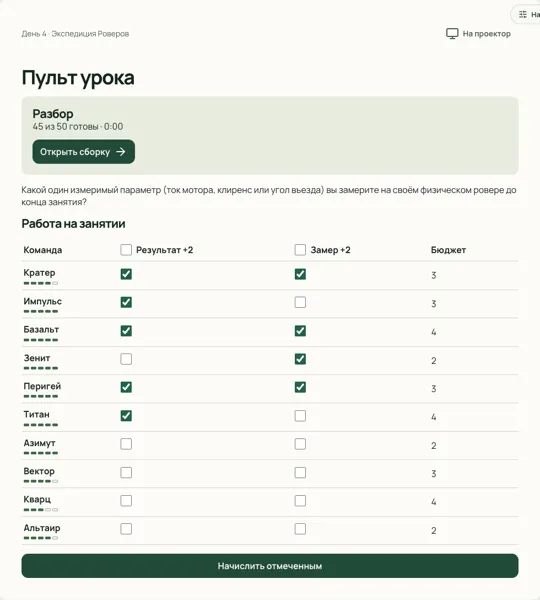 На
День 4 · Экспедиция Роверов
На проектор
Пульт урока
Разбор
45 из 50 готовы · 0:00
Открыть сборку →
Какой один измеримый параметр (ток мотора, клиренс или угол въезда) вы замерите на своём физическом ровере до
конца занятия?
Работа на занятии
Команда Результат +2 Замер +2 Бюджет
Кратер 3
Импульс 3
Базальт 4
Зенит 2
Перигей 3
Титан 4
Азимут 2
Вектор 3
Кварц 4
Альтаир 2
Начислить отмеченным